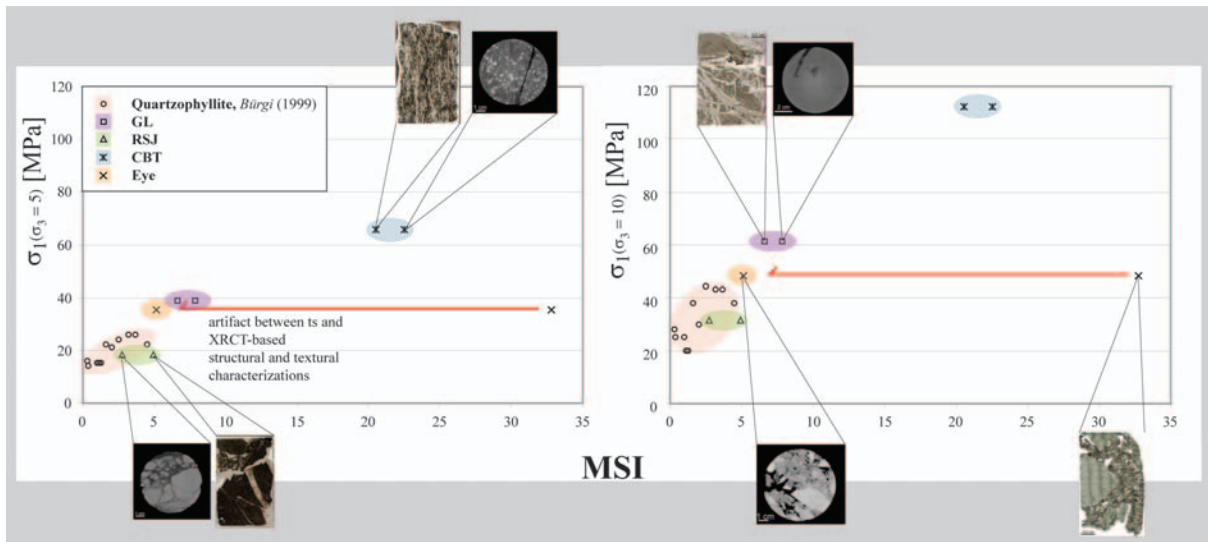 120
100
80
60
40
20
0
σ1(σ3 = 5) [MPa]
Quartzophyllite, Bürgi (1999)
GL
RSJ
CBT
Eye
artifact between ts and
XRCT-based
structural and textural
characterizations
0 5 10 15 20 25 30 35
120
100
80
60
40
20
0
σ1(σ3 = 10) [MPa]
0 5 10 15 20 25 30 35
MSI
1 cm